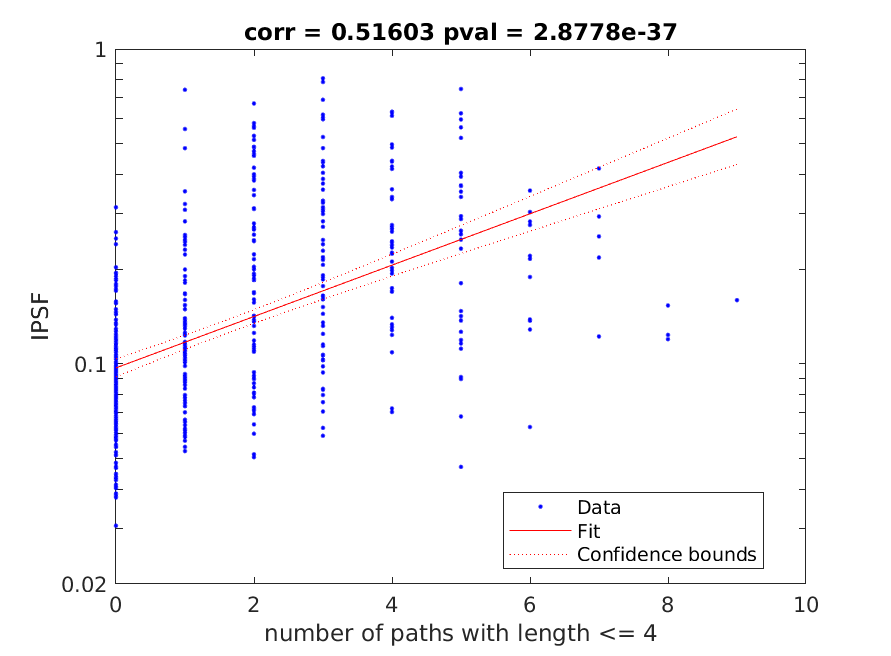 corr = 0.51603 pval = 2.8778e-37
1
0.1
0.02
IPSF
0 2 4 6 8 10
number of paths with length <= 4
Data
Fit
Confidence bounds